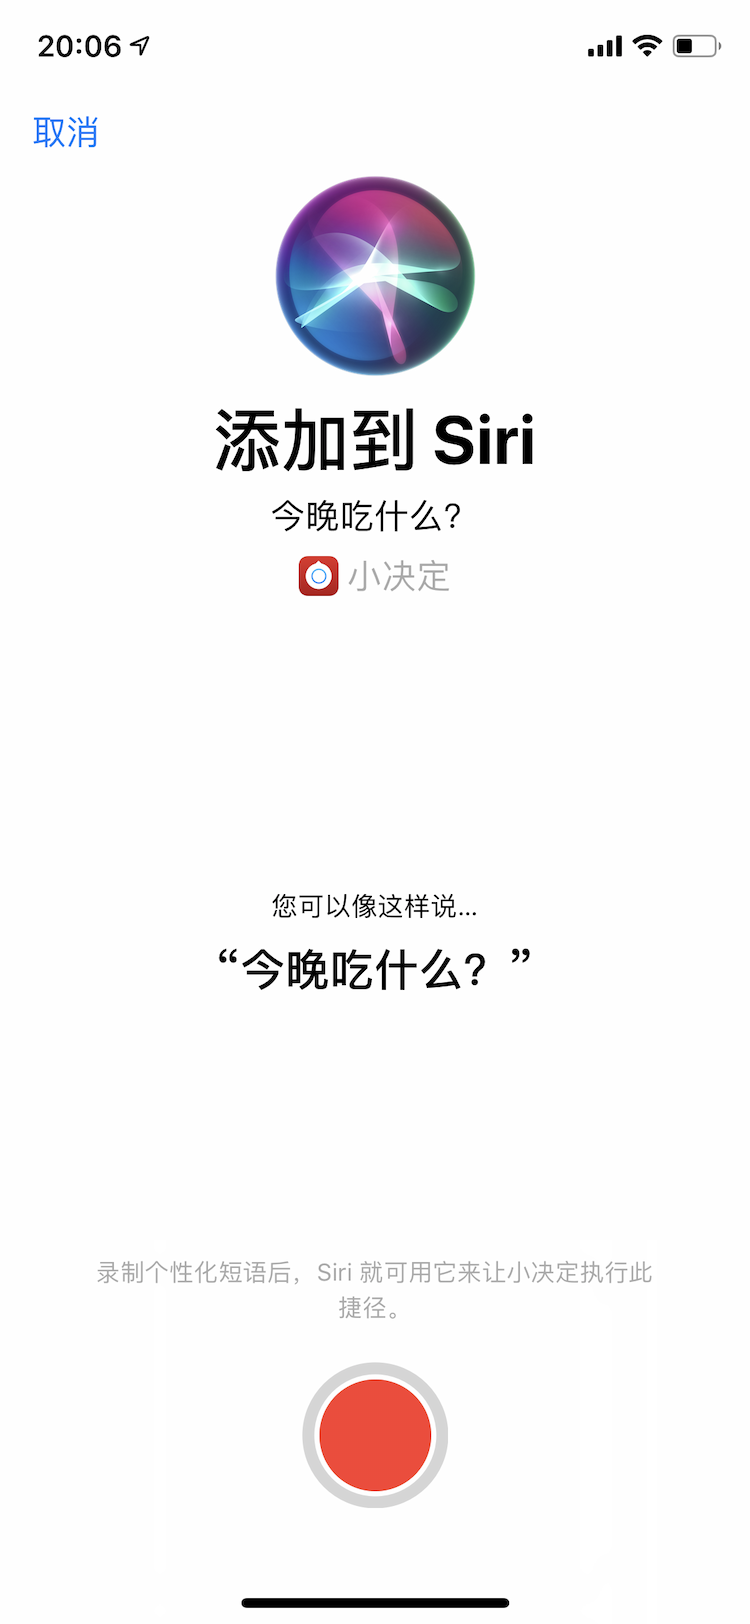 20:06
取消
添加到 Siri
今晚吃什么?
小决定
您可以像这样说...
“今晚吃什么？”
录制个性化短语后，Siri 就可用它来让小决定执行此
捷径。